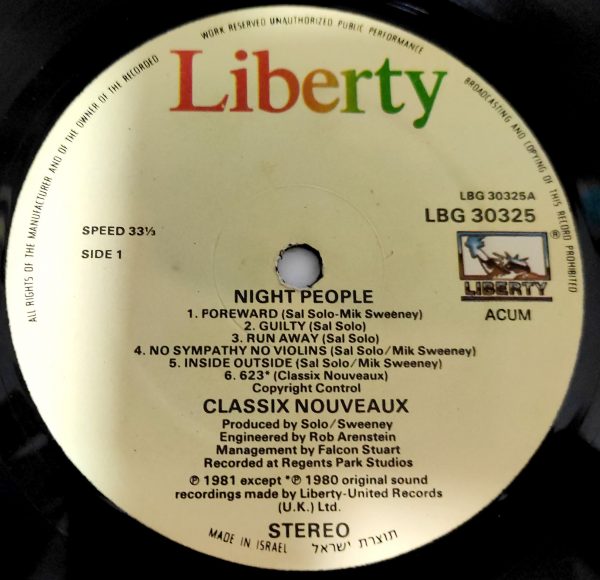 ALL RIGHTS OF THE MANUFACTURER AND OF THE OWNER OF THE RECORDED WORK RESERVED UNAUTHORIZED PUBLIC PERFORMANCE BROADCASTING AND COPYING OF THIS RECORD PROHIBITED
Liberty
LBG 30325A
LBG 30325
SPEED 33⅓
SIDE 1
®
LIBERTY
ACUM
NIGHT PEOPLE
1. FOREWARD (Sal Solo-Mik Sweeney)
2. GUILTY (Sal Solo)
3. RUN AWAY (Sal Solo)
4. NO SYMPATHY NO VIOLINS (Sal Solo/Mik Sweeney)
5. INSIDE OUTSIDE (Sal Solo/Mik Sweeney)
6. 623* (Classix Nouveaux)
Copyright Control
CLASSIX NOUVEAUX
Produced by Solo/Sweeney
Engineered by Rob Arenstein
Management by Falcon Stuart
Recorded at Regents Park Studios
℗ 1981 except *℗ 1980 original sound
recordings made by Liberty-United Records
(U.K.) Ltd.
STEREO
MADE IN ISRAEL תוצרת ישראל